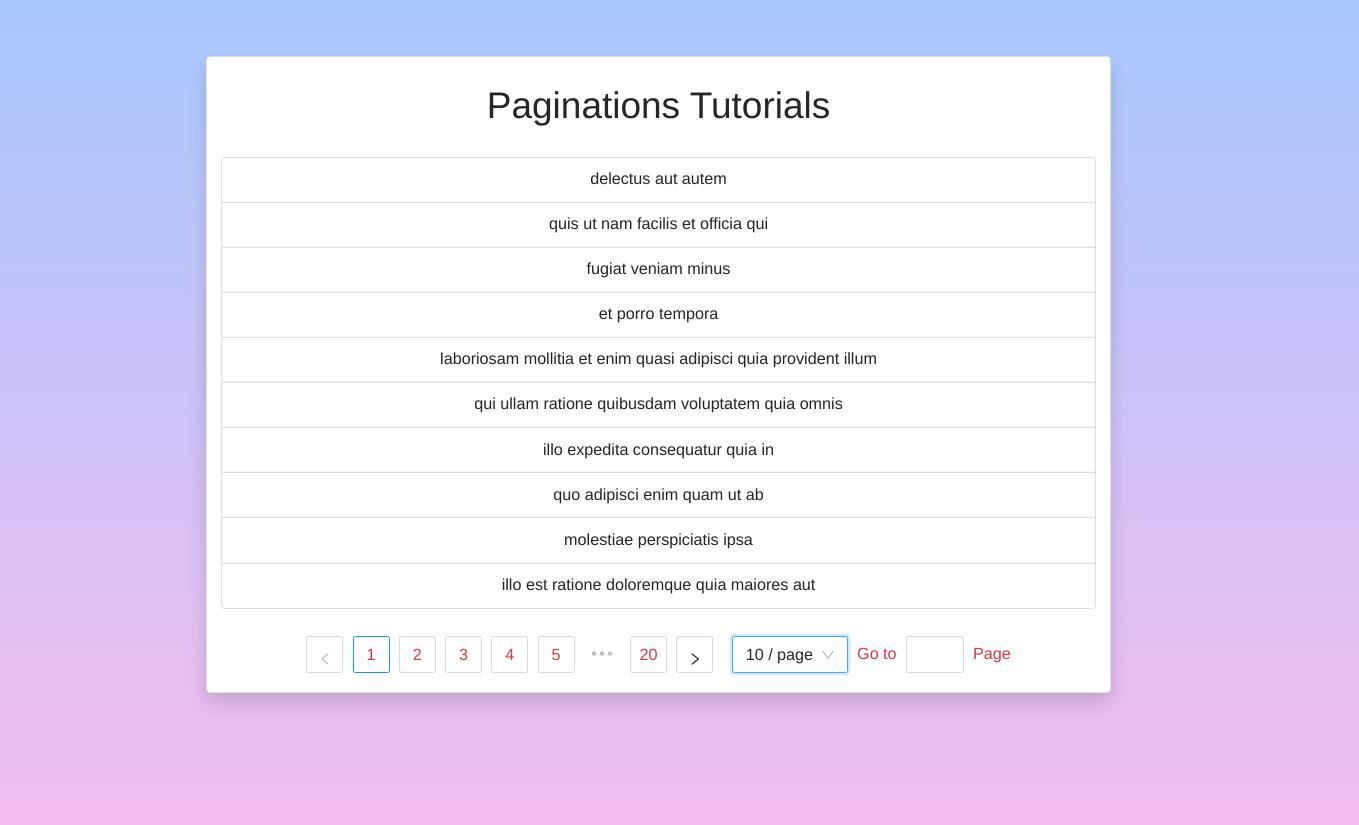 Paginations Tutorials
delectus aut autem
quis ut nam facilis et officia qui
fugiat veniam minus
et porro tempora
laboriosam mollitia et enim quasi adipisci quia provident illum
qui ullam ratione quibusdam voluptatem quia omnis
illo expedita consequatur quia in
quo adipisci enim quam ut ab
molestiae perspiciatis ipsa
illo est ratione doloremque quia maiores aut
1 2 3 4 5 ••• 20 10 / page Go to Page